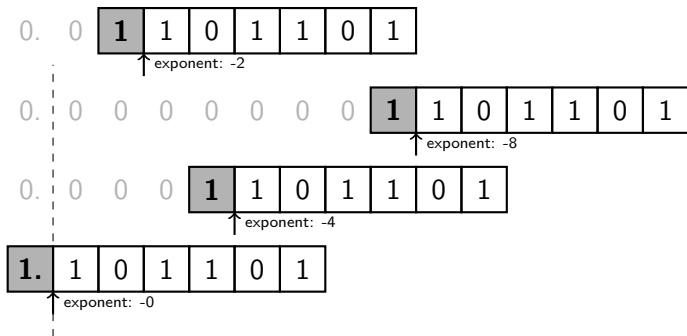 0. 0 1 1 0 1 1 0 1
exponent: -2
0. 0 0 0 0 0 0 0 1 1 0 1 1 0 1
exponent: -8
0. 0 0 0 1 1 0 1 1 0 1
exponent: -4
1. 1 0 1 1 0 1
exponent: -0